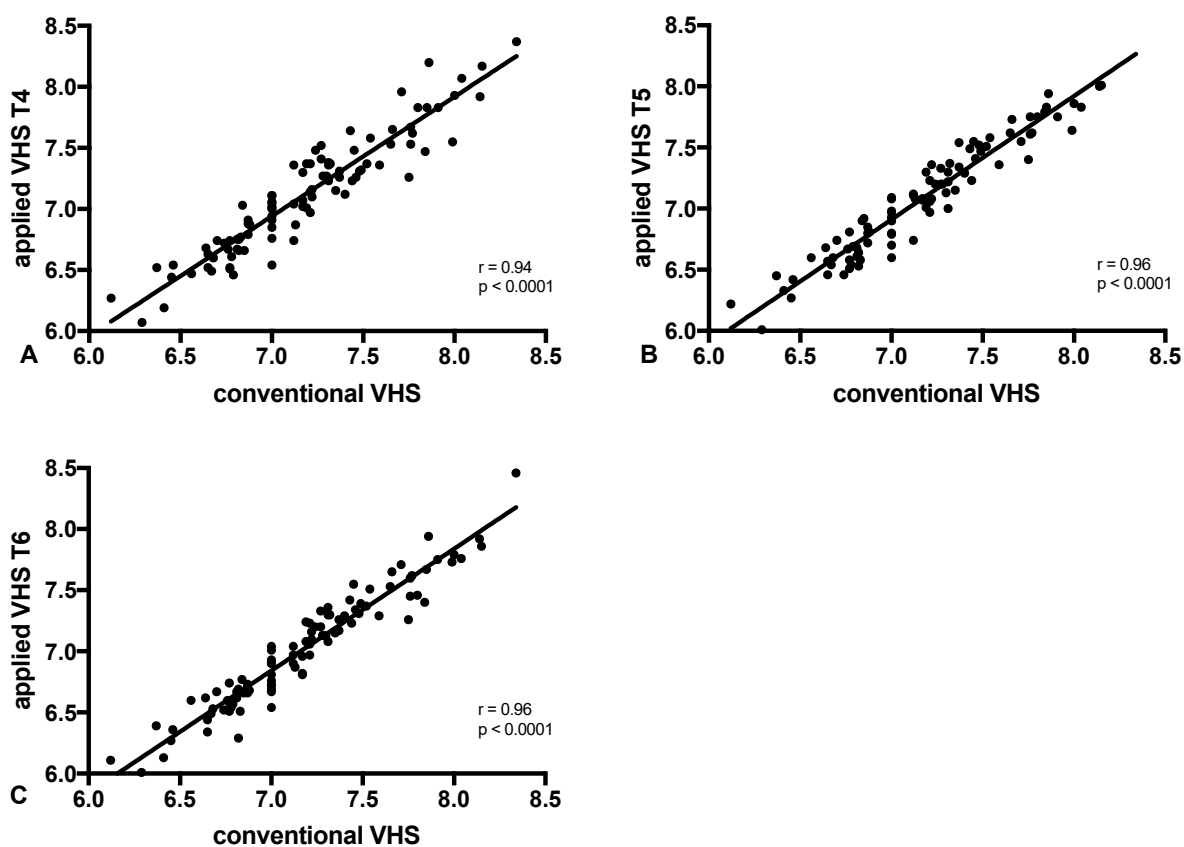 applied VHS T4
8.5
8.0
7.5
7.0
6.5
6.0
6.0 6.5 7.0 7.5 8.0 8.5
r = 0.94
p < 0.0001
A
conventional VHS
applied VHS T5
8.5
8.0
7.5
7.0
6.5
6.0
6.0 6.5 7.0 7.5 8.0 8.5
r = 0.96
p < 0.0001
B
conventional VHS
applied VHS T6
8.5
8.0
7.5
7.0
6.5
6.0
6.0 6.5 7.0 7.5 8.0 8.5
r = 0.96
p < 0.0001
C
conventional VHS